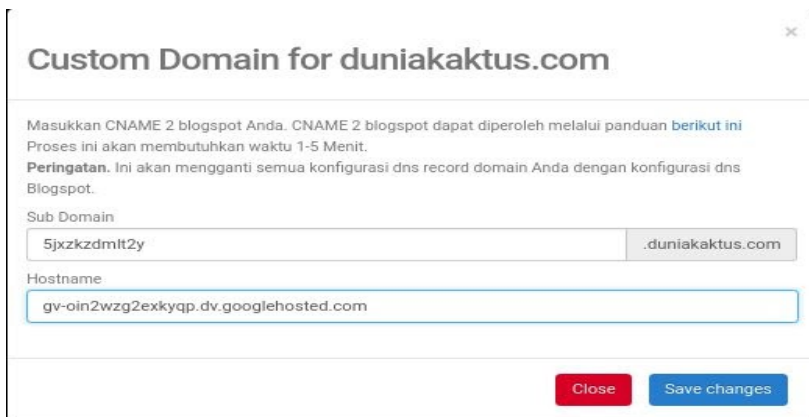 ×
Custom Domain for duniakaktus.com
Masukkan CNAME 2 blogspot Anda. CNAME 2 blogspot dapat diperoleh melalui panduan berikut ini
Proses ini akan membutuhkan waktu 1-5 Menit.
Peringatan. Ini akan mengganti semua konfigurasi dns record domain Anda dengan konfigurasi dns
Blogspot.
Sub Domain
5jxzkzdmlt2y .duniakaktus.com
Hostname
gv-oin2wzg2exkyqp.dv.googlehosted.com
Close Save changes